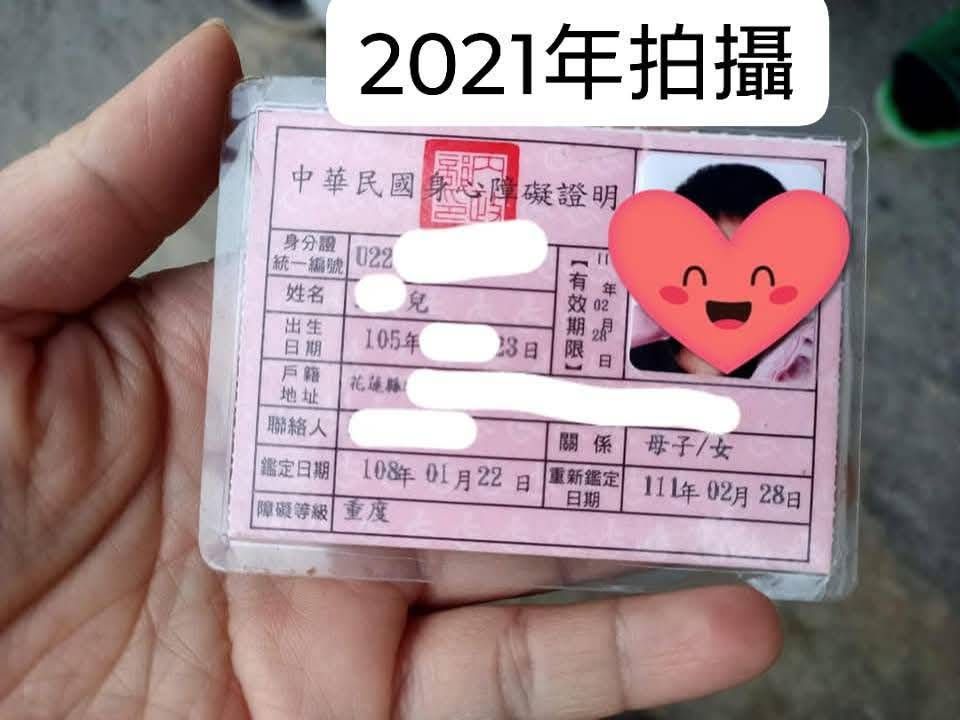 2021年拍攝
中華民國身心障礙證明
身分證
統一編號
U22
【有效期限】
年
02
月
28
日
姓名
兒
出生
日期
105年
23日
戶籍
地址
花蓮縣
聯絡人
關係
母子/女
鑑定日期
108年 01月 22日
重新鑑定
日期
111年 02月 28日
障礙等級
重度